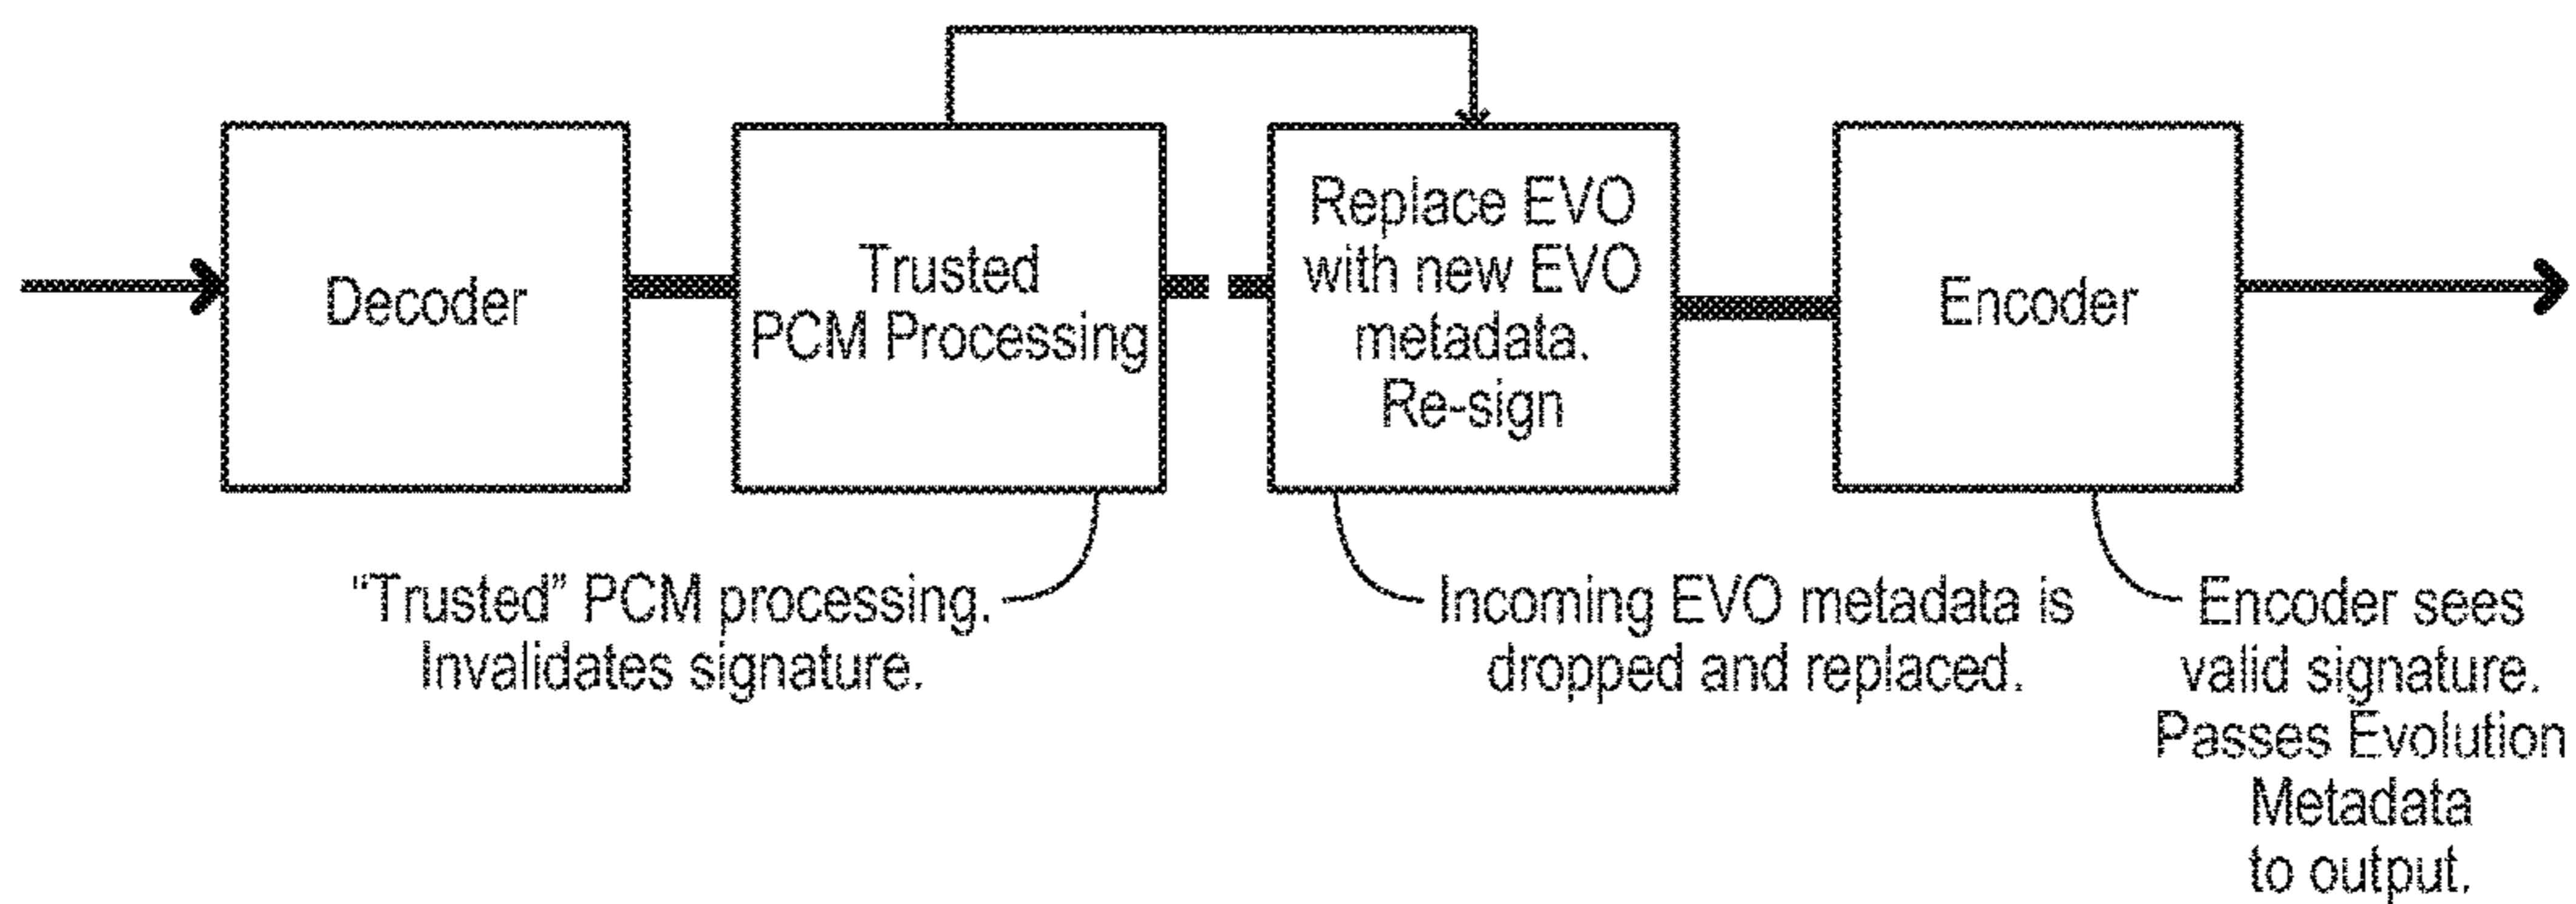 Decoder
Trusted
PCM Processing
Replace EVO
with new EVO
metadata.
Re-sign
Encoder
“Trusted” PCM processing.
Invalidates signature.
Incoming EVO metadata is
dropped and replaced.
Encoder sees
valid signature.
Passes Evolution
Metadata
to output.